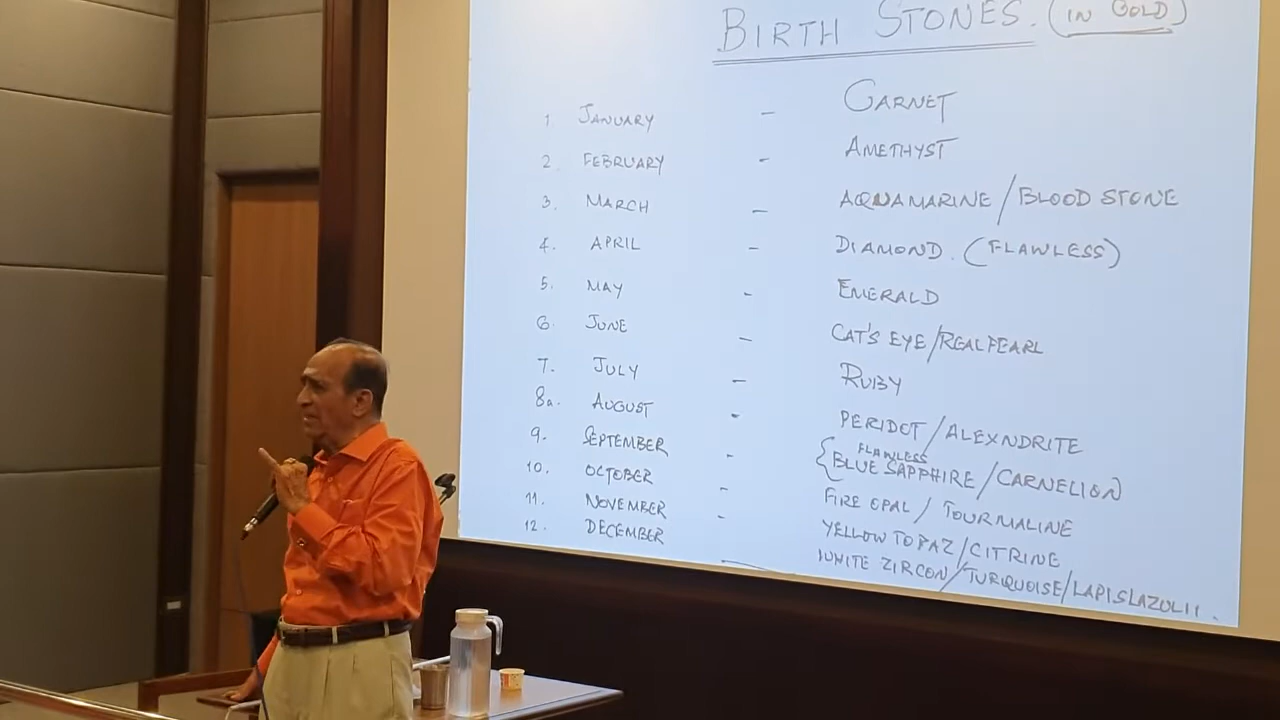 BIRTH STONES. (IN GOLD)
1 JANUARY - GARNET
2. FEBRUARY - AMETHYST
3. MARCH - AQUAMARINE / BLOOD STONE
4. APRIL - DIAMOND. (FLAWLESS)
5. MAY - EMERALD
6. JUNE - CAT'S EYE / REAL PEARL
7. JULY - RUBY
8a. AUGUST - PERIDOT / ALEXNDRITE
9. SEPTEMBER - { FLAWLESS BLUE SAPPHIRE / CARNELION
10. OCTOBER - FIRE OPAL / TOURMALINE
11. NOVEMBER - YELLOW TOPAZ / CITRINE
12. DECEMBER - WHITE ZIRCON / TURQUOISE / LAPISLAZULII.